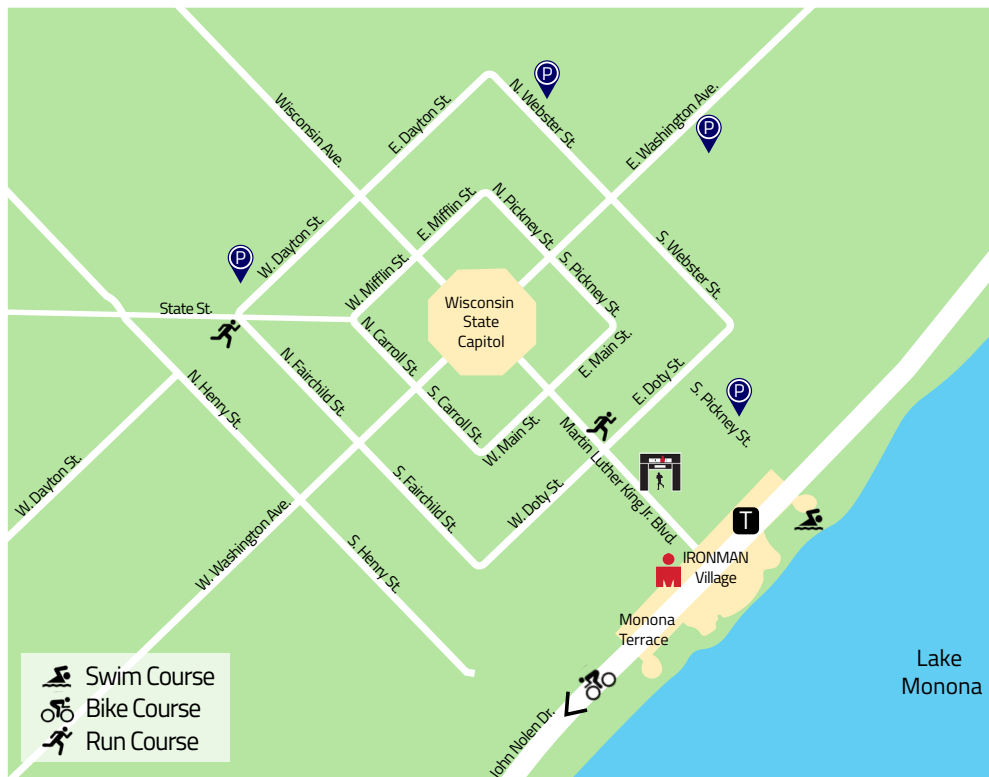 P
N. Webster St.
E. Dayton St.
Wisconsin Ave.
E. Washington Ave.
P
N. Pickney St.
E. Mifflin St.
W. Dayton St.
P
W. Mifflin St.
S. Pickney St.
S. Webster St.
Wisconsin
State
Capitol
State St.
N. Carroll St.
E. Main St.
N. Fairchild St.
N. Henry St.
S. Carroll St.
E. Doty St.
P
S. Pickney St.
W. Main St.
Martin Luther King Jr. Blvd.
W. Dayton St.
S. Fairchild St.
W. Doty St.
W. Washington Ave.
S. Henry St.
T
IRONMAN
Village
Monona
Terrace
Lake
Monona
John Nolen Dr.
Swim Course
Bike Course
Run Course